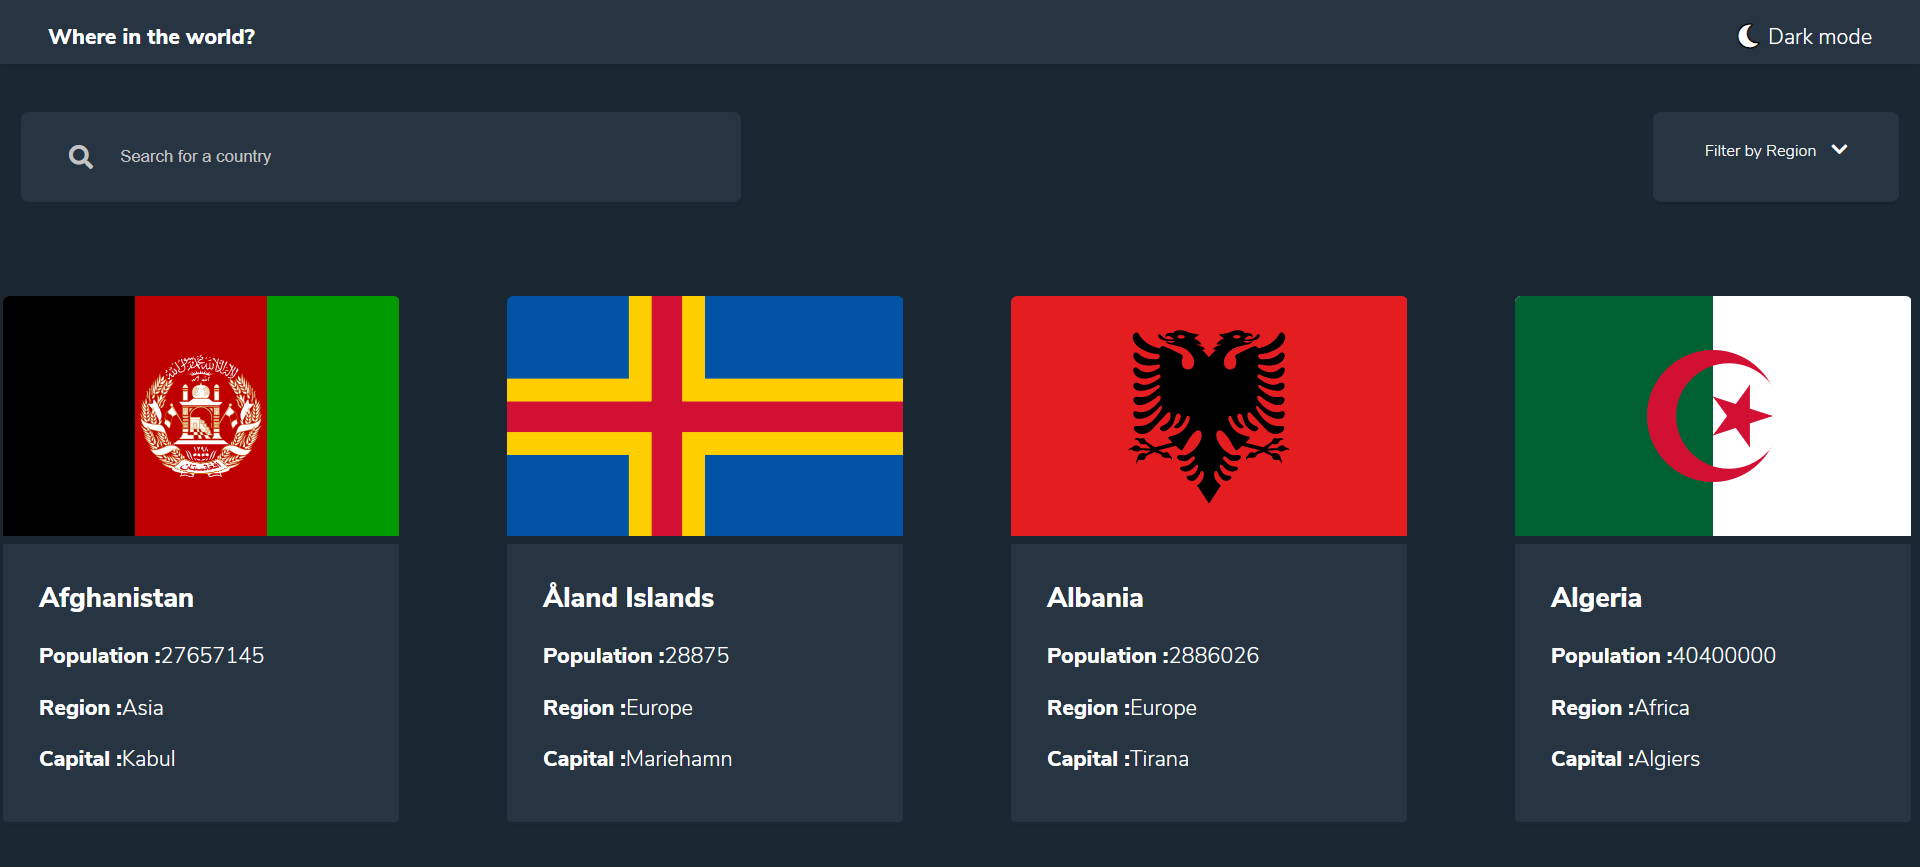 Where in the world?
Dark mode
Search for a country
Filter by Region
Afghanistan
Population :27657145
Region :Asia
Capital :Kabul
Åland Islands
Population :28875
Region :Europe
Capital :Mariehamn
Albania
Population :2886026
Region :Europe
Capital :Tirana
Algeria
Population :40400000
Region :Africa
Capital :Algiers